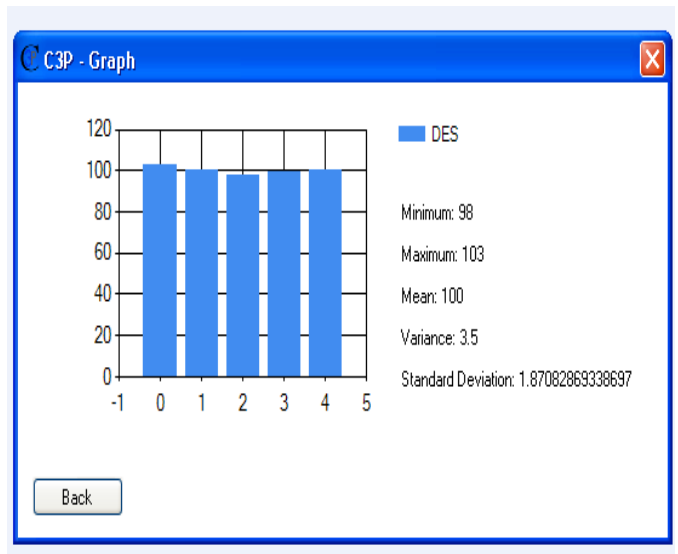 C3P - Graph
120
100
80
60
40
20
0
-1 0 1 2 3 4 5
DES
Minimum: 98
Maximum: 103
Mean: 100
Variance: 3.5
Standard Deviation: 1.87082869338697
Back